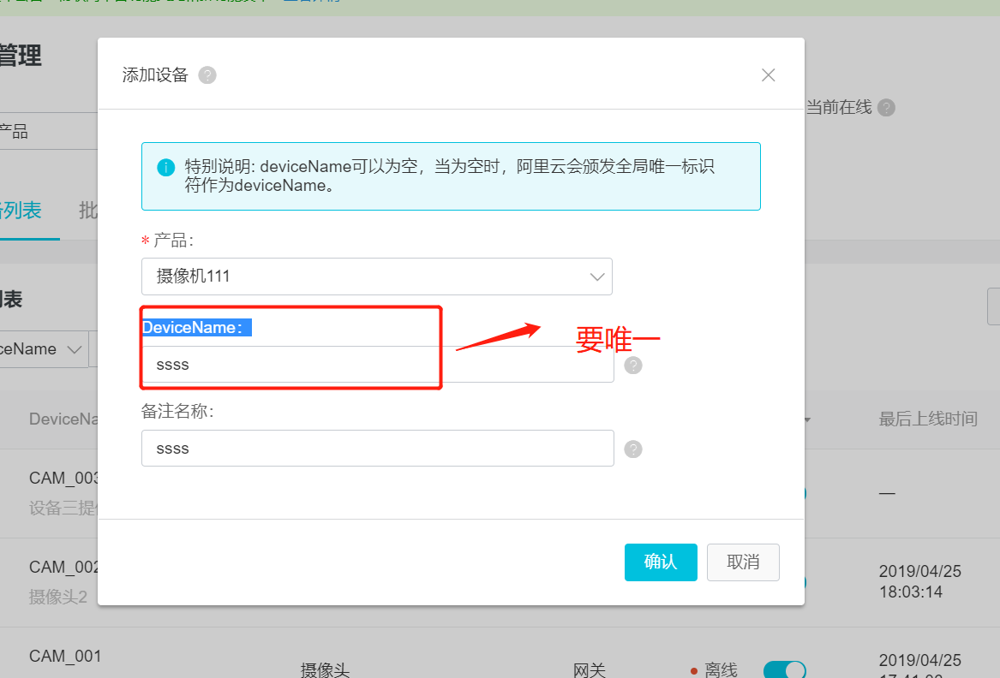 管理
添加设备
当前在线
产品
特别说明: deviceName可以为空，当为空时，阿里云会颁发全局唯一标识
符作为deviceName。
列表 批
* 产品：
摄像机111
列表
DeviceName：
要唯一
ceName
ssss
备注名称：
DeviceNa
最后上线时间
ssss
CAM_003
设备三提
—
CAM_002
摄像头2
确认 取消
2019/04/25
18:03:14
CAM_001
摄像头 网关 离线
2019/04/25